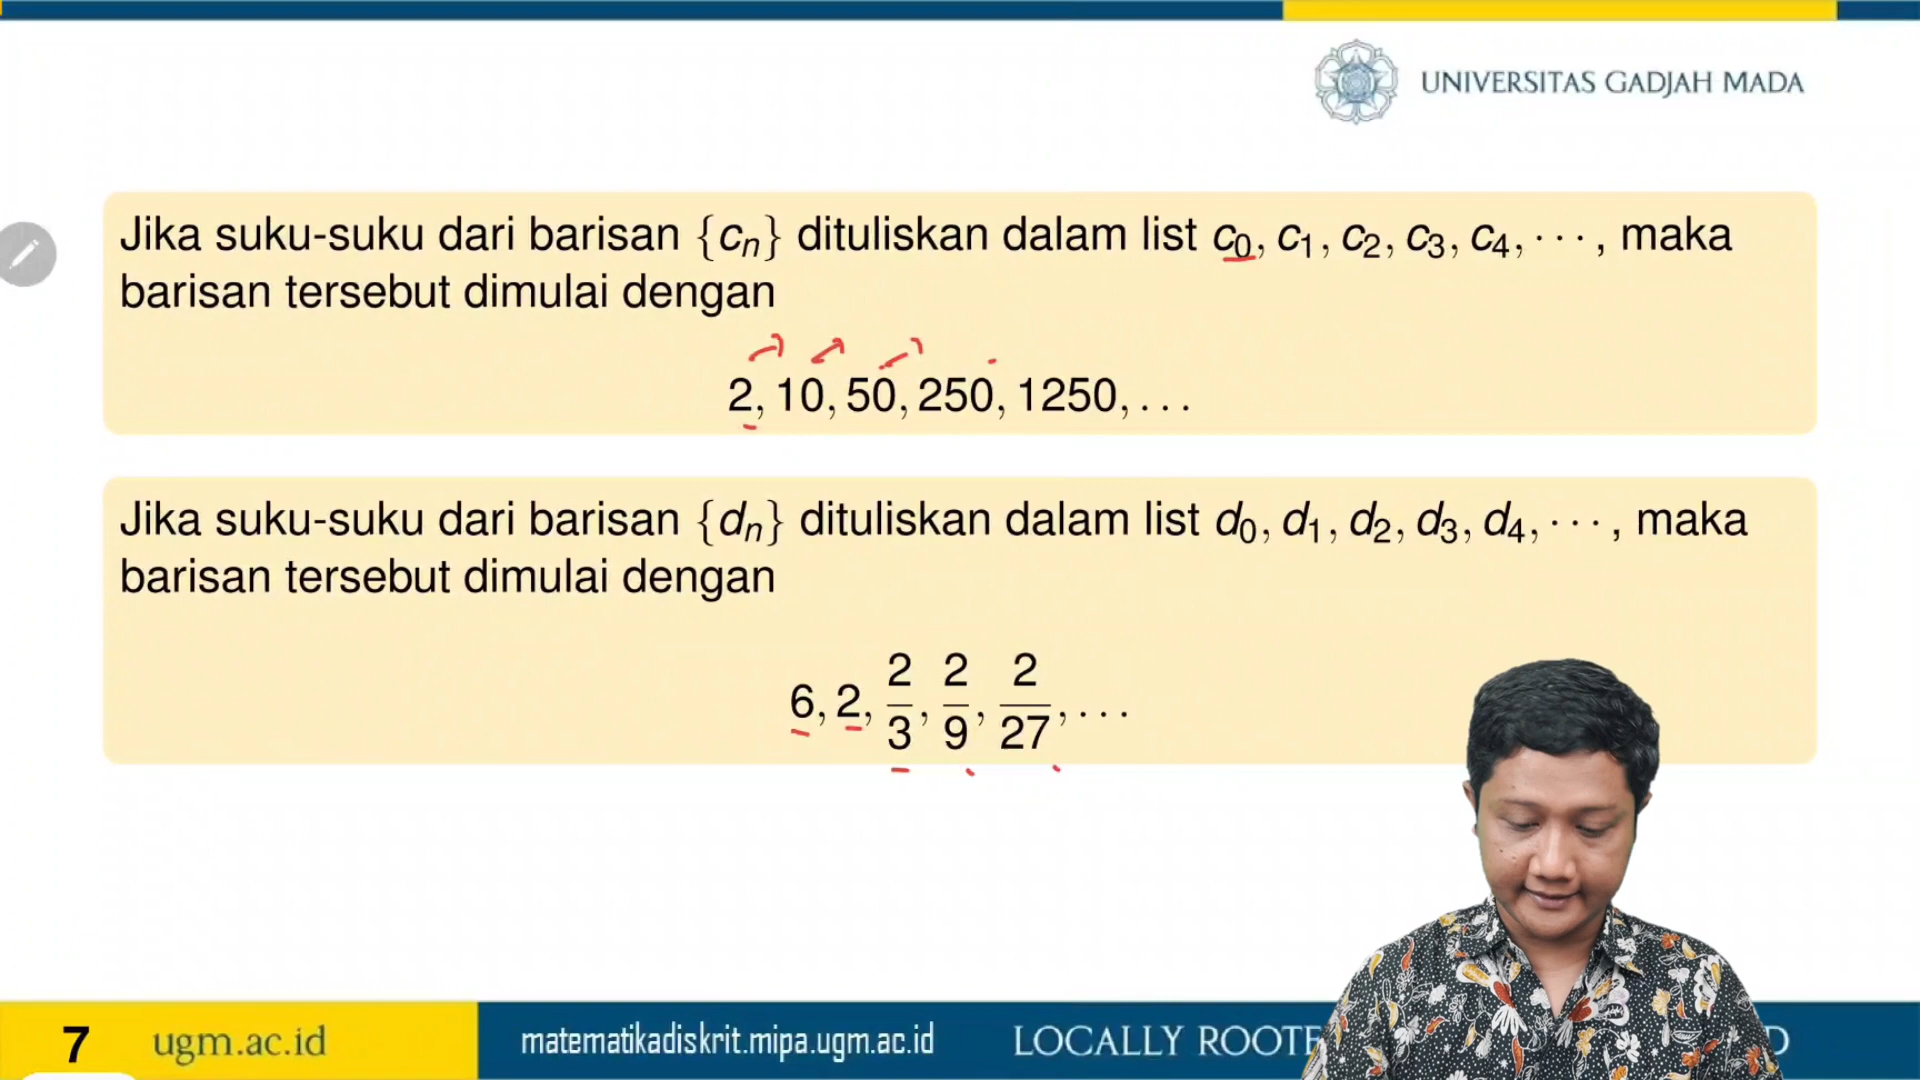 UNIVERSITAS GADJAH MADA
Jika suku-suku dari barisan {cₙ} dituliskan dalam list c₀, c₁, c₂, c₃, c₄, ⋯ , maka
barisan tersebut dimulai dengan
2, 10, 50, 250, 1250, . . .
Jika suku-suku dari barisan {dₙ} dituliskan dalam list d₀, d₁, d₂, d₃, d₄, ⋯ , maka
barisan tersebut dimulai dengan
6, 2, 2/3, 2/9, 2/27, . . .
7 ugm.ac.id matematikadiskrit.mipa.ugm.ac.id LOCALLY